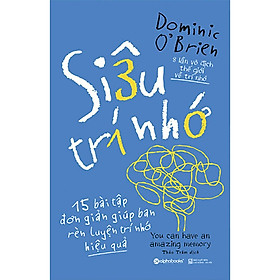 Dominic
O'Brien
8 lần vô địch
thế giới
về trí nhớ
Siêu
trí nhớ
15 bài tập
đơn giản giúp bạn
rèn luyện trí nhớ
hiệu quả
You can have an
amazing memory
Thảo Trâm dịch
alphabooks